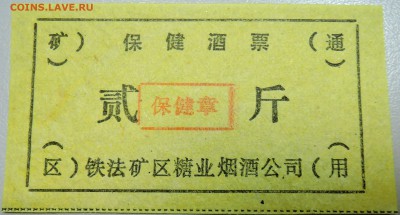 COINS.LAVE.RU
矿） 保健酒票 （通
贰 保健章 斤
区）铁法矿区糖业烟酒公司（用